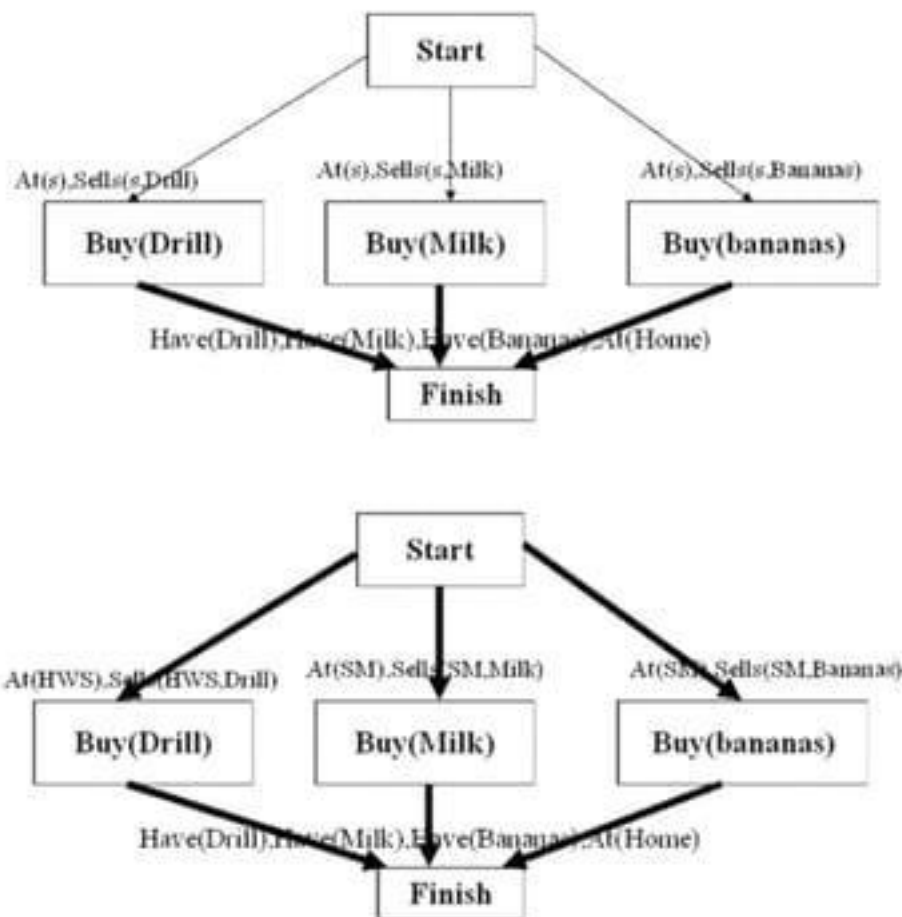 Start
At(s),Sells(s,Drill) At(s),Sells(s,Milk) At(s),Sells(s,Bananas)
Buy(Drill) Buy(Milk) Buy(bananas)
Have(Drill),Have(Milk),Have(Bananas),At(Home)
Finish
Start
At(HWS),Sells(HWS,Drill) At(SM),Sells(SM,Milk) At(SM),Sells(SM,Bananas)
Buy(Drill) Buy(Milk) Buy(bananas)
Have(Drill),Have(Milk),Have(Bananas),At(Home)
Finish